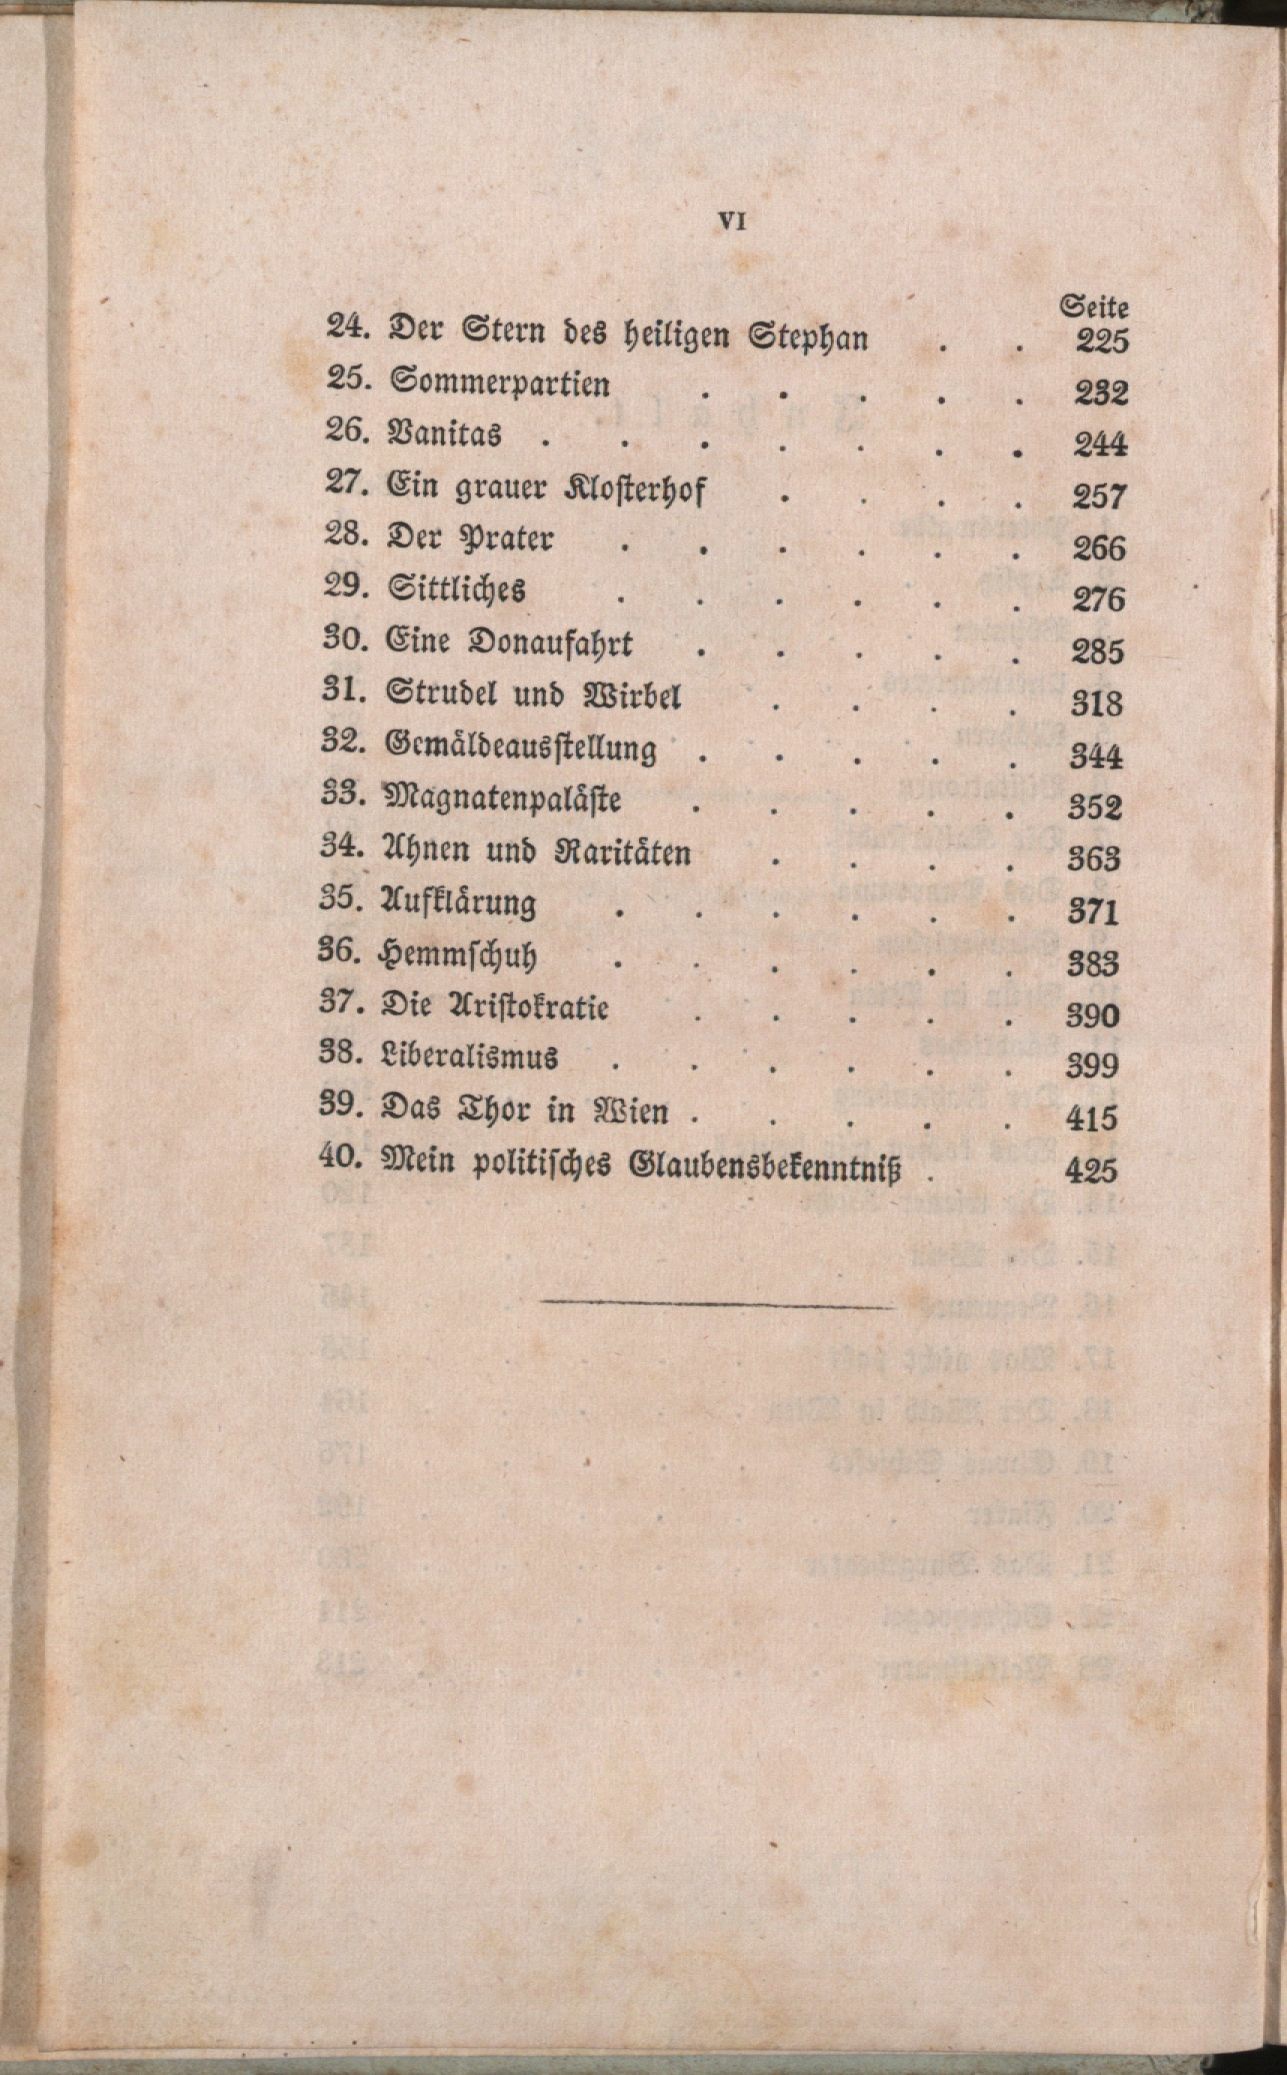 VI
Seite
24. Der Stern des heiligen Stephan . . 225
25. Sommerpartien . . . . . 232
26. Vanitas . . . . . . . 244
27. Ein grauer Kloſterhof . . . . 257
28. Der Prater . . . . . . 266
29. Sittliches . . . . . . 276
30. Eine Donaufahrt . . . . . 285
31. Strudel und Wirbel . . . . 318
32. Gemäldeausſtellung . . . . . 344
33. Magnatenpaläſte . . . . . 352
34. Ahnen und Raritäten . . . . 363
35. Aufklärung . . . . . . 371
36. Hemmſchuh . . . . . . 383
37. Die Ariſtokratie . . . . . 390
38. Liberalismus . . . . . . 399
39. Das Thor in Wien . . . . . 415
40. Mein politiſches Glaubensbekenntniß . 425